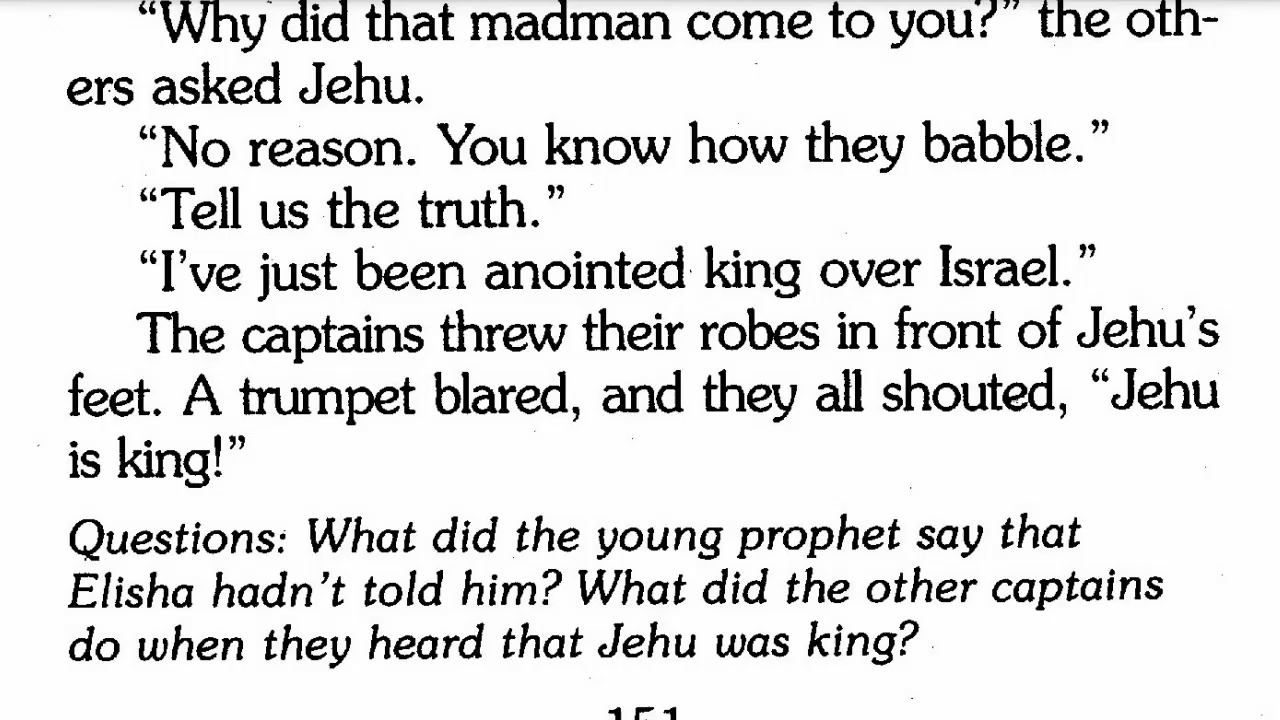 “Why did that madman come to you?” the oth-
ers asked Jehu.
“No reason. You know how they babble.”
“Tell us the truth.”
“I’ve just been anointed king over Israel.”
The captains threw their robes in front of Jehu’s
feet. A trumpet blared, and they all shouted, “Jehu
is king!”
Questions: What did the young prophet say that
Elisha hadn’t told him? What did the other captains
do when they heard that Jehu was king?
151